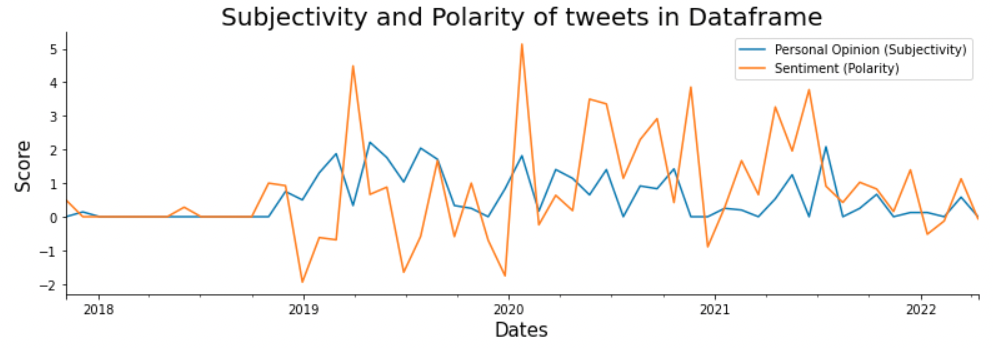 Subjectivity and Polarity of tweets in Dataframe
Personal Opinion (Subjectivity)
Sentiment (Polarity)
5
4
3
2
1
0
−1
−2
Score
2018 2019 2020 2021 2022
Dates